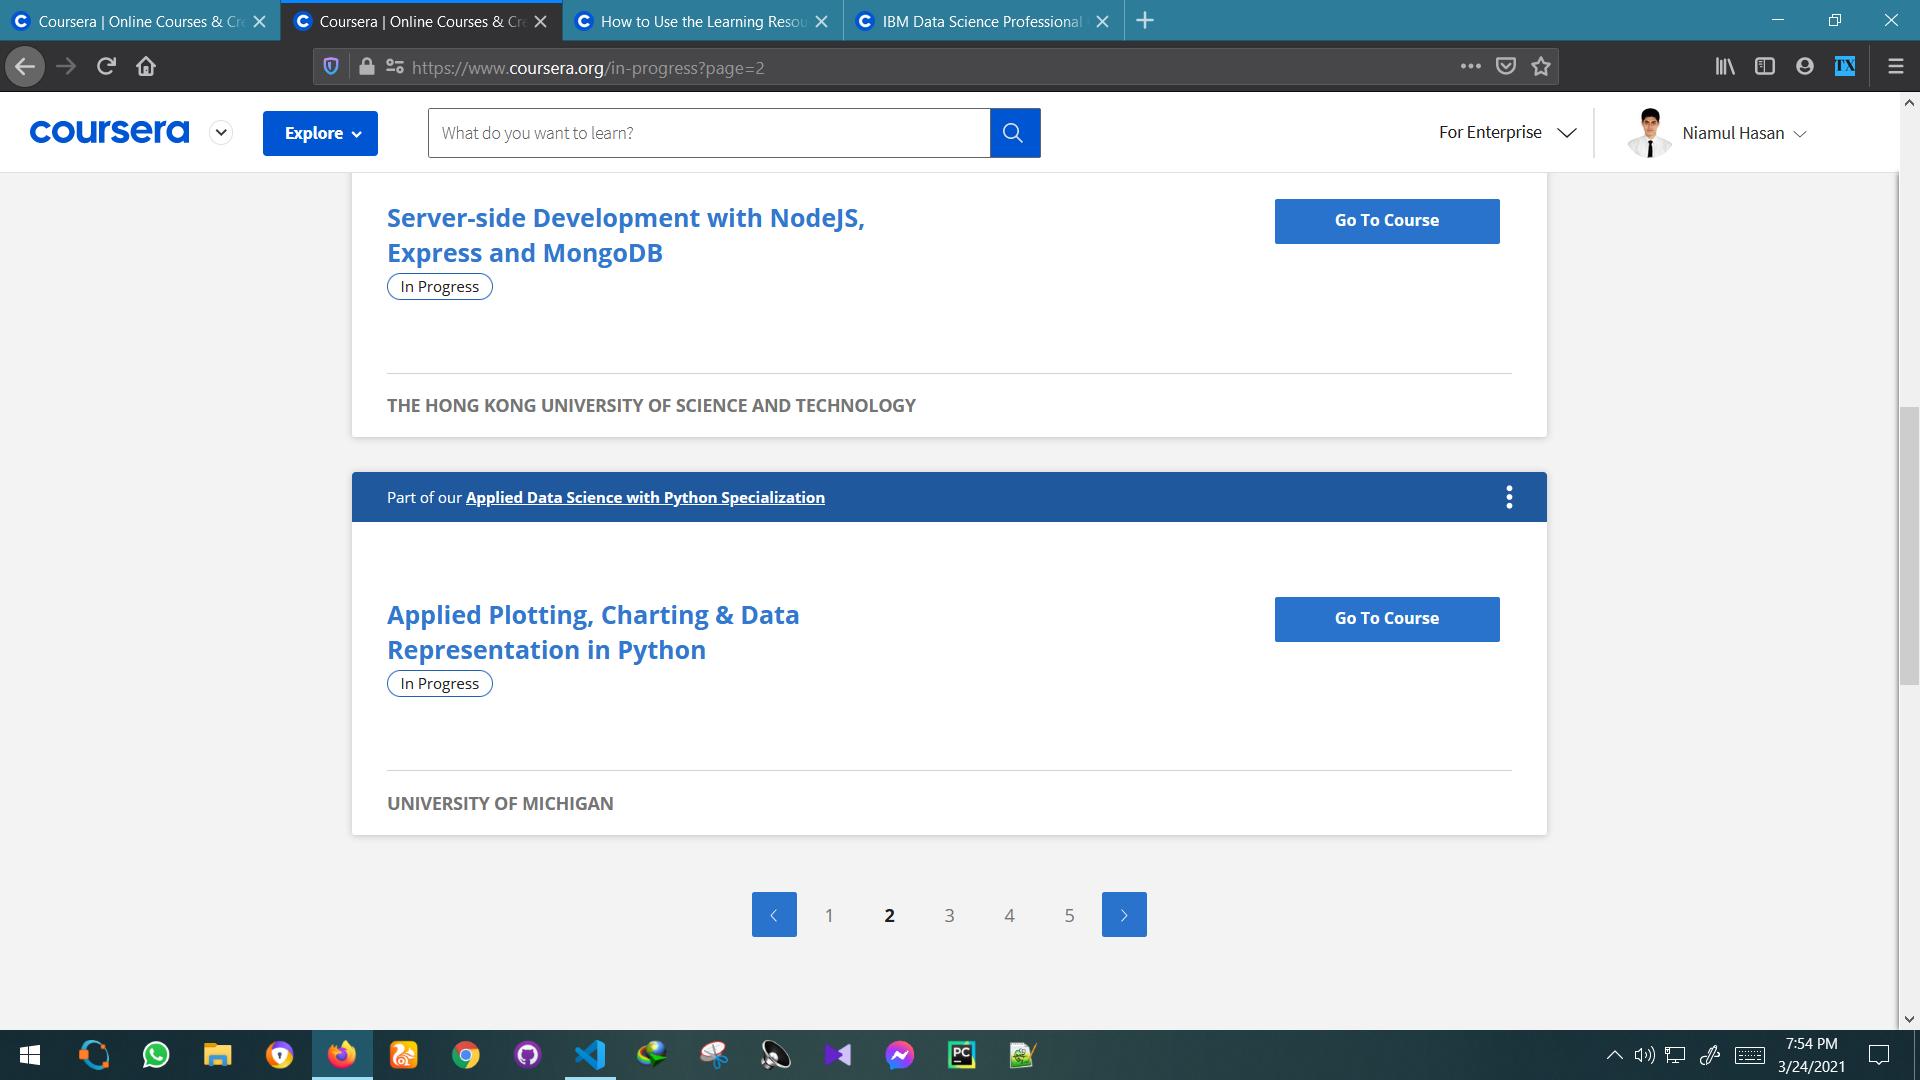 Coursera | Online Courses & Cre
Coursera | Online Courses & Cre
How to Use the Learning Resou
IBM Data Science Professional
https://www.coursera.org/in-progress?page=2
TX
coursera
Explore
What do you want to learn?
For Enterprise
Niamul Hasan
Server-side Development with NodeJS,
Express and MongoDB
Go To Course
In Progress
THE HONG KONG UNIVERSITY OF SCIENCE AND TECHNOLOGY
Part of our Applied Data Science with Python Specialization
Applied Plotting, Charting & Data
Representation in Python
Go To Course
In Progress
UNIVERSITY OF MICHIGAN
1 2 3 4 5
PC
7:54 PM
3/24/2021